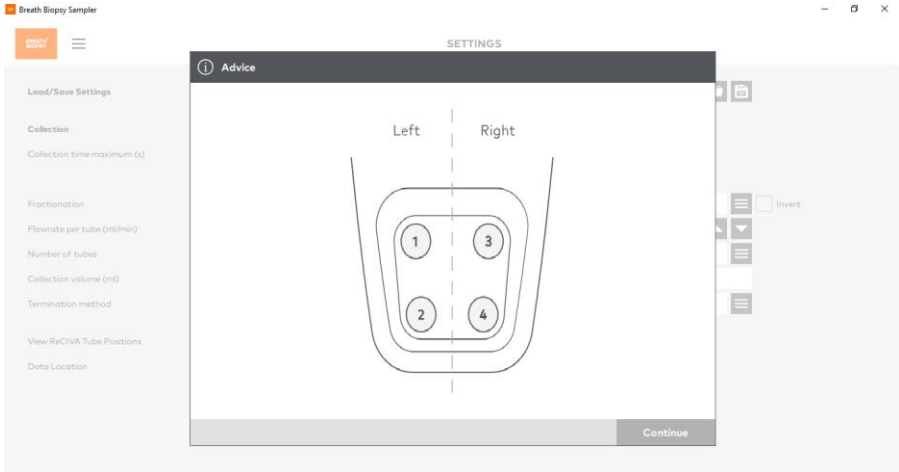 Breath Biopsy Sampler
BREATH
BIOPSY
SETTINGS
Advice
Load/Save Settings
Left Right
Collection
Collection time maximum (s)
Fractionation
Invert
Flowrate per tube (ml/min)
1 3
Number of tubes
Collection volume (ml)
Termination method
2 4
View ReCIVA Tube Positions
Data Location
Continue